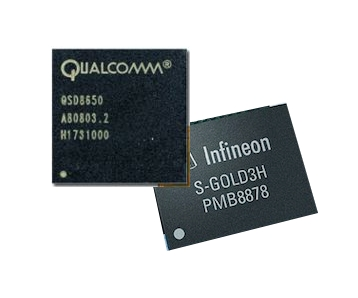 QUALCOMM®
QSD8650
A80803.2
H1731000
Infineon
S-GOLD3H
PMB8878